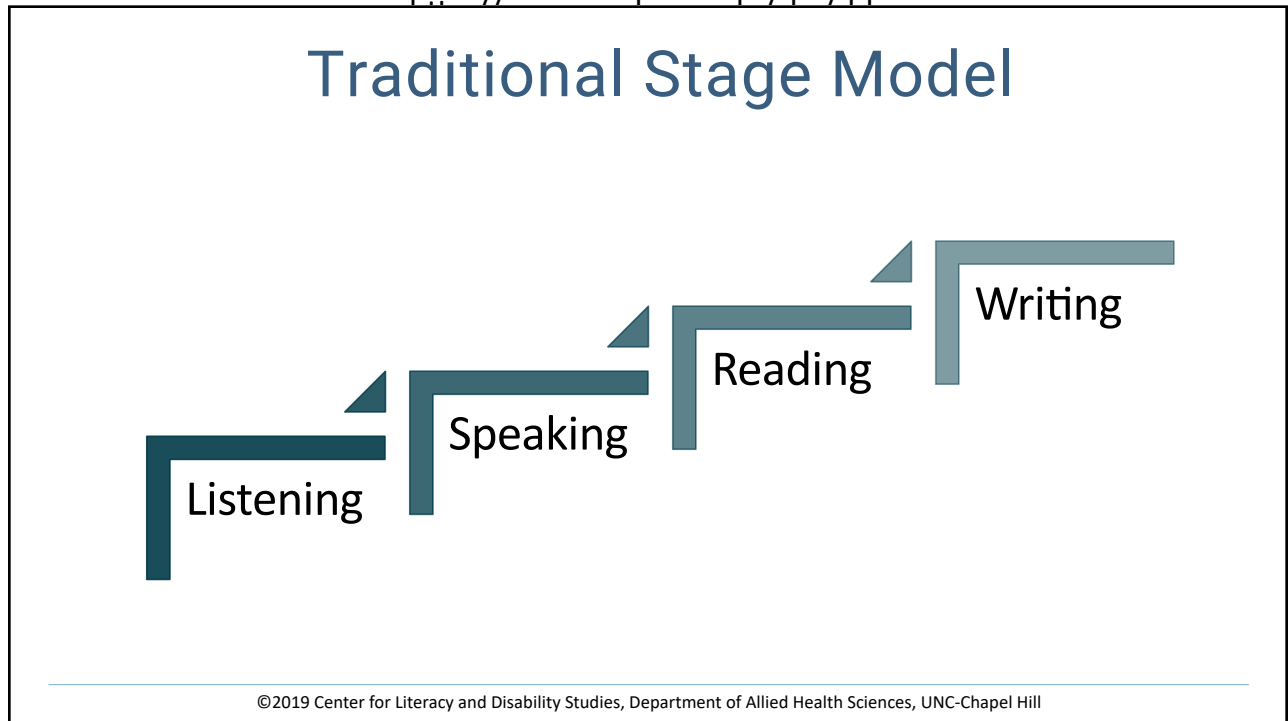 Traditional Stage Model
Writing
Reading
Speaking
Listening
©2019 Center for Literacy and Disability Studies, Department of Allied Health Sciences, UNC-Chapel Hill